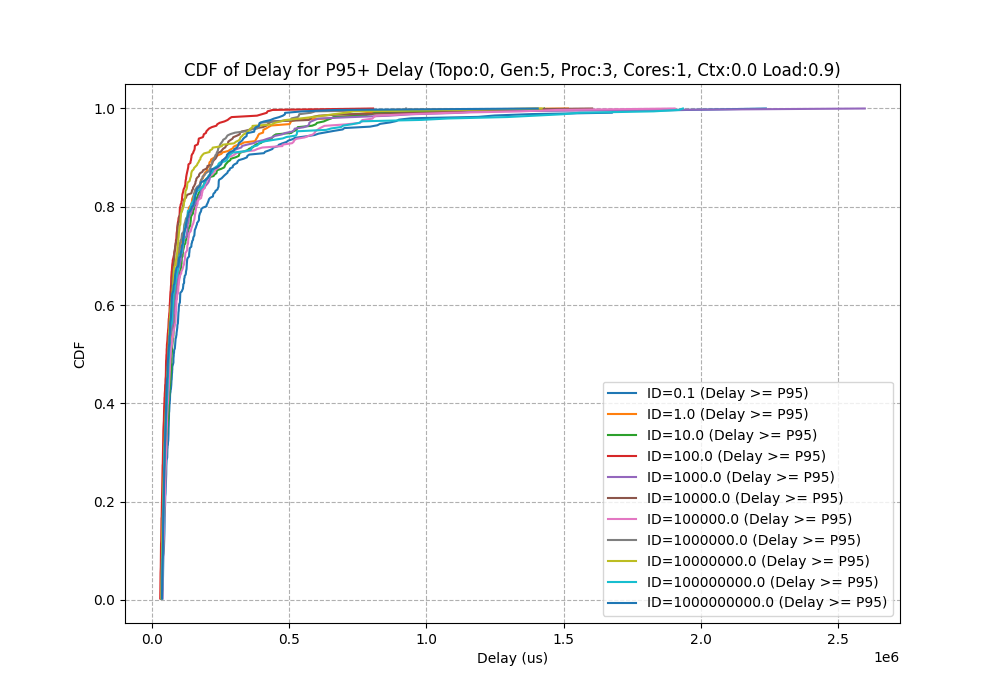 CDF of Delay for P95+ Delay (Topo:0, Gen:5, Proc:3, Cores:1, Ctx:0.0 Load:0.9)
1.0
0.8
0.6
0.4
0.2
0.0
CDF
ID=0.1 (Delay >= P95)
ID=1.0 (Delay >= P95)
ID=10.0 (Delay >= P95)
ID=100.0 (Delay >= P95)
ID=1000.0 (Delay >= P95)
ID=10000.0 (Delay >= P95)
ID=100000.0 (Delay >= P95)
ID=1000000.0 (Delay >= P95)
ID=10000000.0 (Delay >= P95)
ID=100000000.0 (Delay >= P95)
ID=1000000000.0 (Delay >= P95)
0.0 0.5 1.0 1.5 2.0 2.5
1e6
Delay (us)